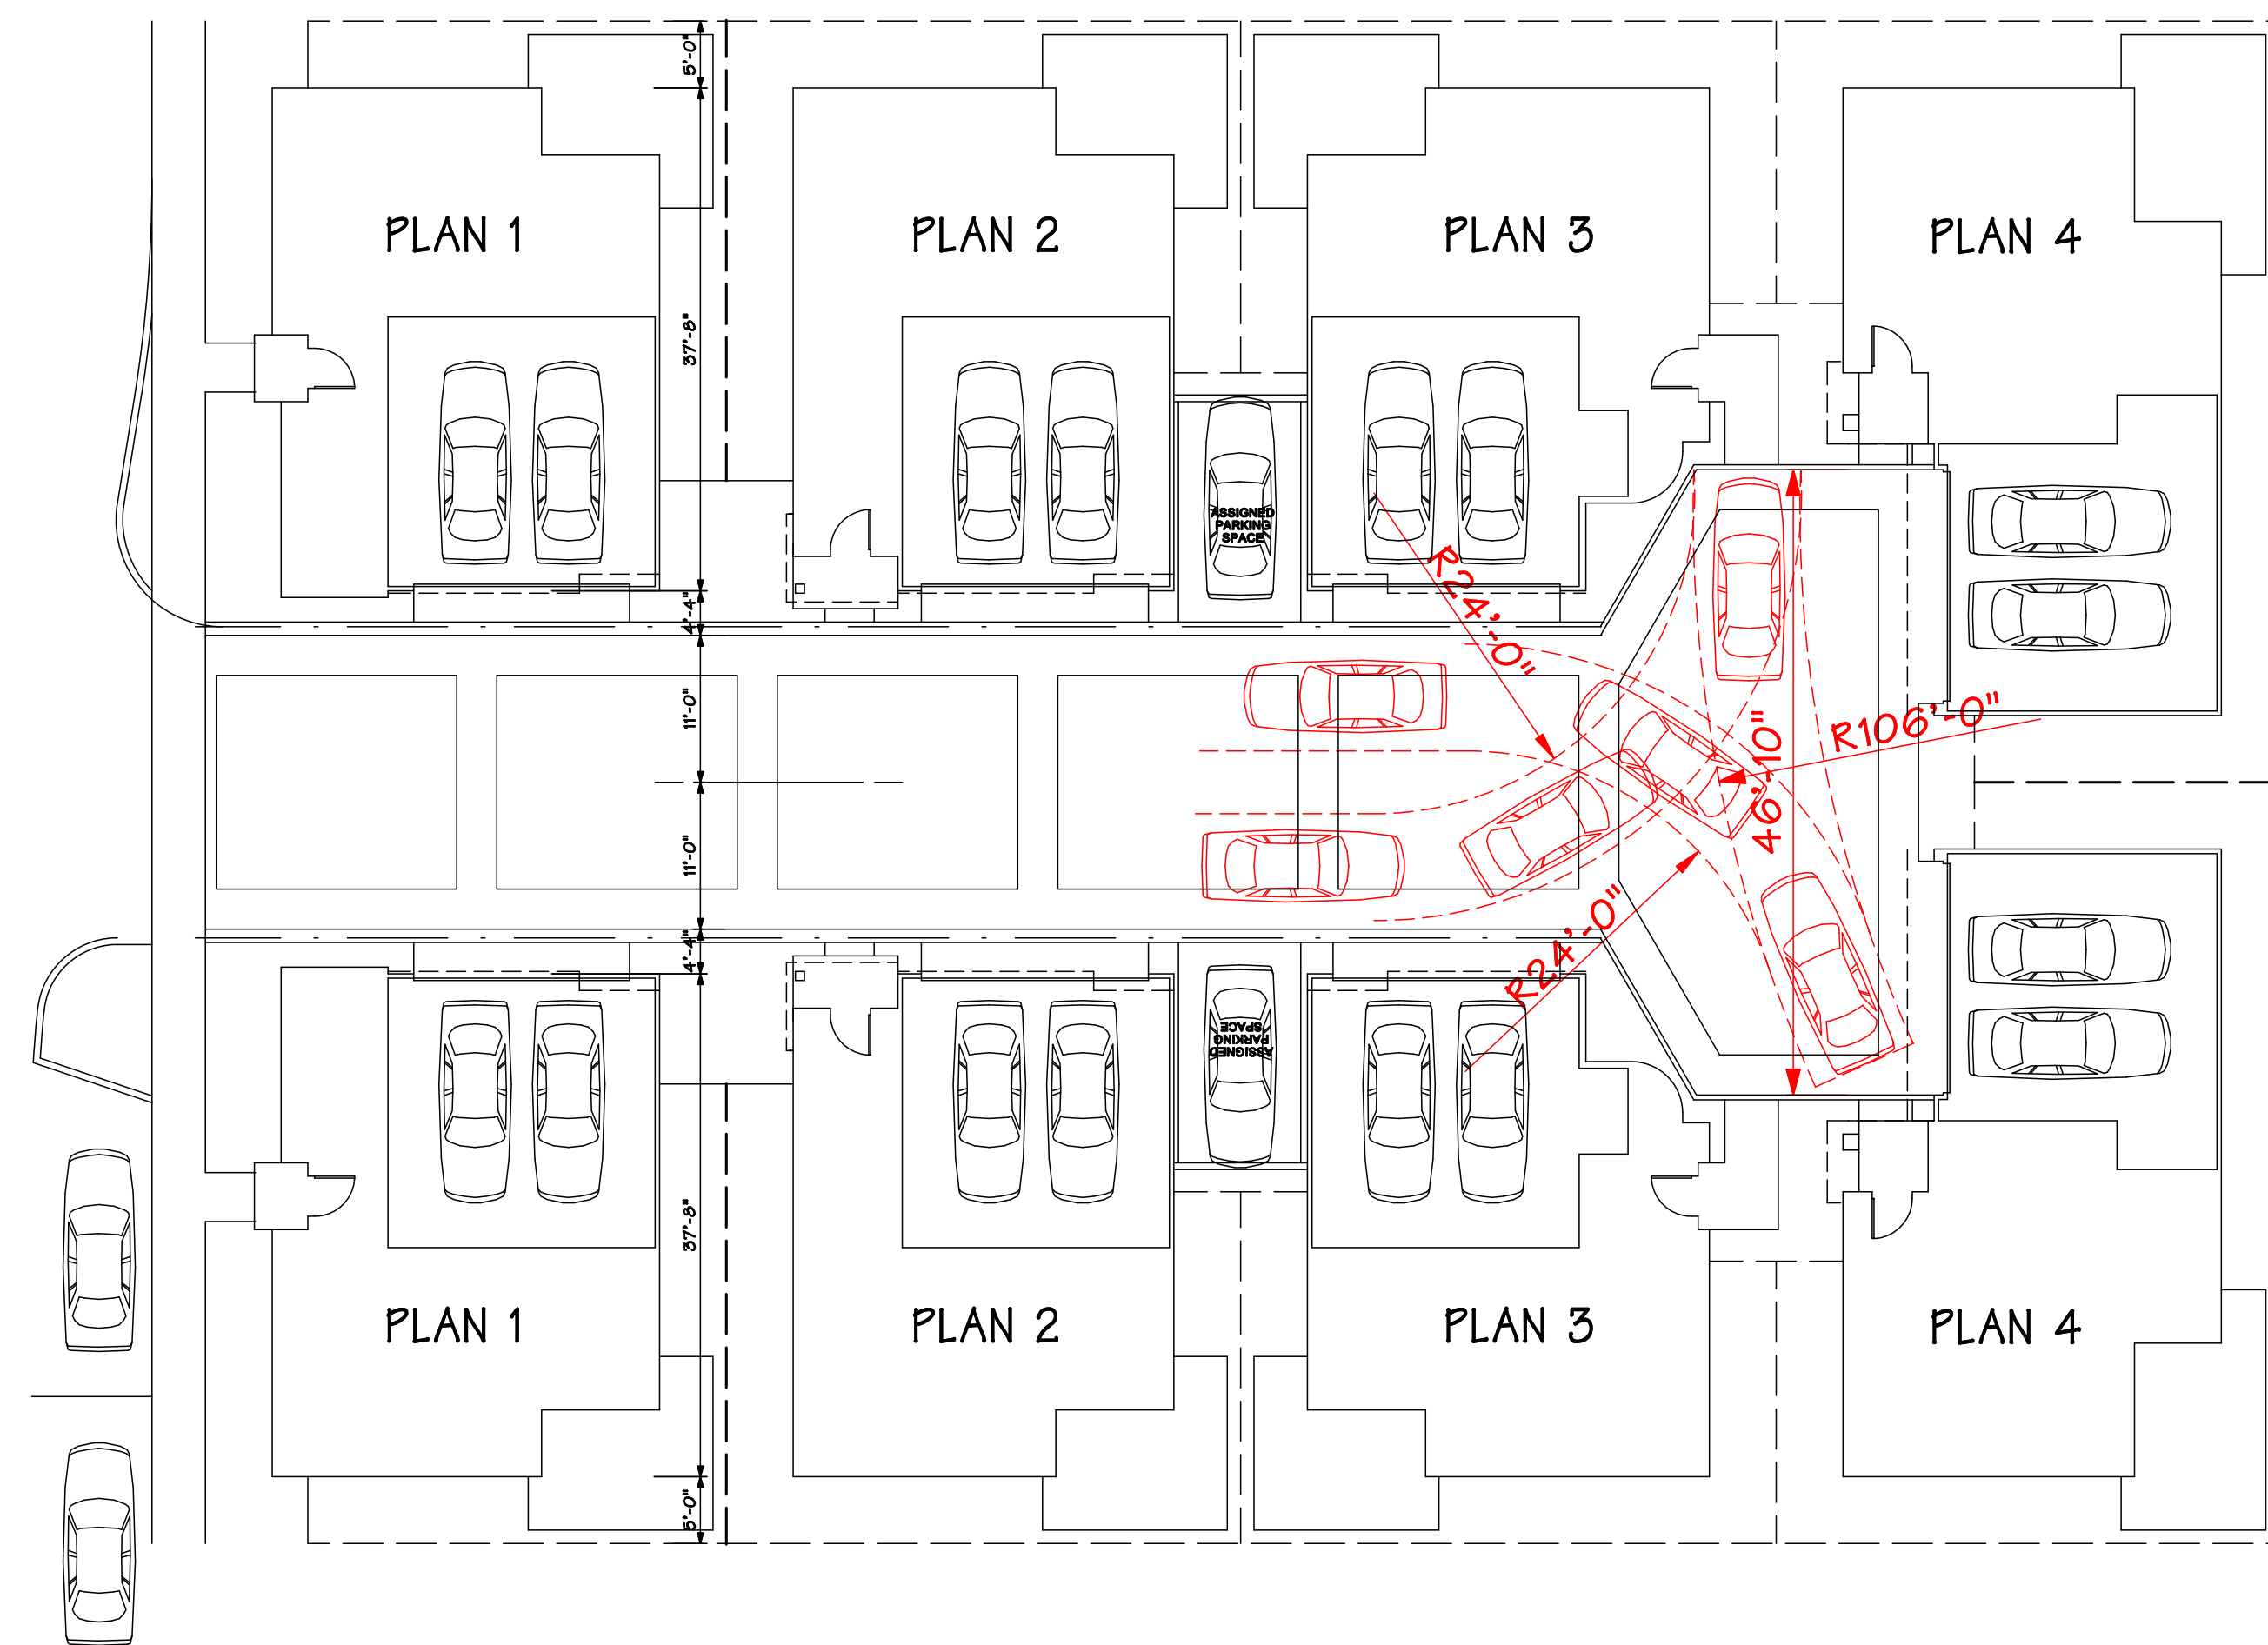 5'-0"
PLAN 1
PLAN 2
PLAN 3
PLAN 4
37'-8"
ASSIGNED
PARKING
SPACE
4'-4"
R24'-0"
11'-0"
46'-10"
R106'-0"
11'-0"
4'-4"
R24'-0"
ASSIGNED
PARKING
SPACE
37'-8"
PLAN 1
PLAN 2
PLAN 3
PLAN 4
5'-0"